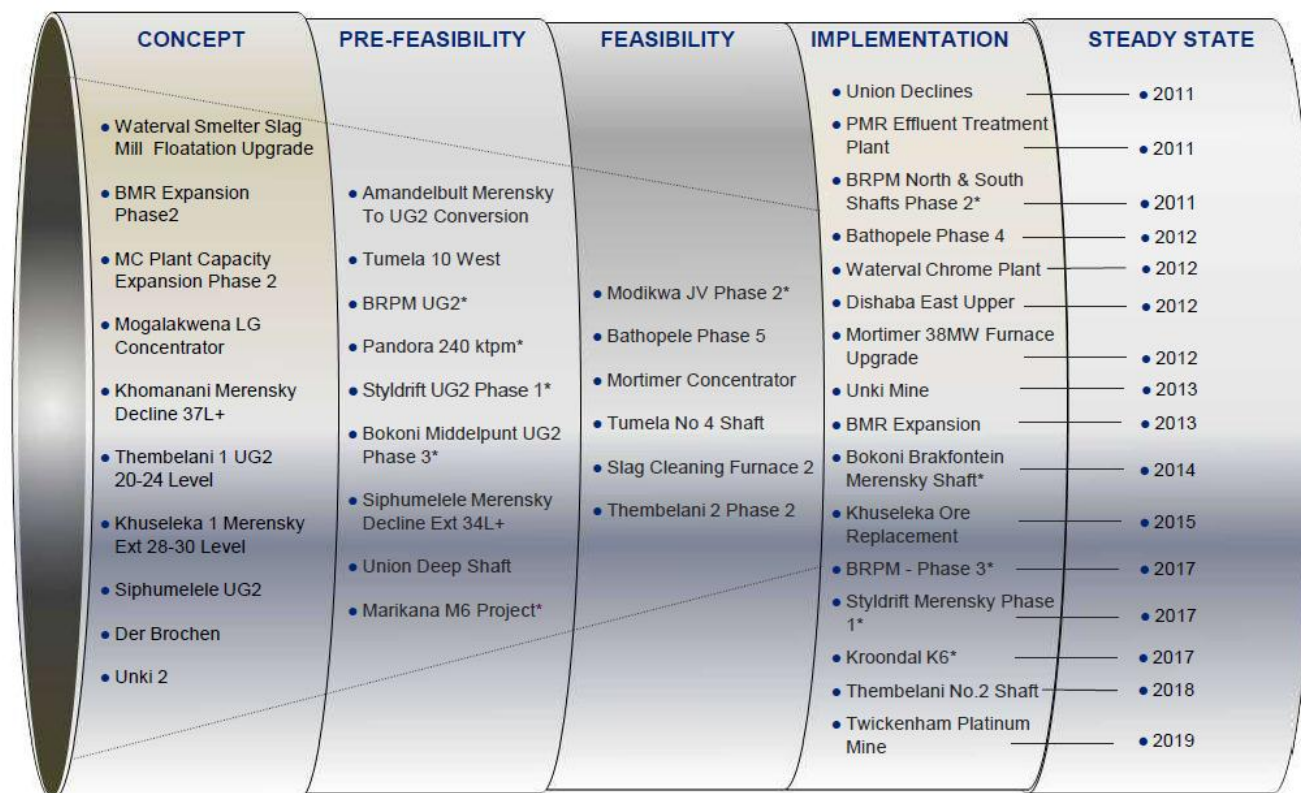 CONCEPT
• Waterval Smelter Slag
Mill Floatation Upgrade
• BMR Expansion
Phase2
• MC Plant Capacity
Expansion Phase 2
• Mogalakwena LG
Concentrator
• Khomanani Merensky
Decline 37L+
• Thembelani 1 UG2
20-24 Level
• Khuseleka 1 Merensky
Ext 28-30 Level
• Siphumelele UG2
• Der Brochen
• Unki 2
PRE-FEASIBILITY
• Amandelbult Merensky
To UG2 Conversion
• Tumela 10 West
• BRPM UG2*
• Pandora 240 ktpm*
• Styldrift UG2 Phase 1*
• Bokoni Middelpunt UG2
Phase 3*
• Siphumelele Merensky
Decline Ext 34L+
• Union Deep Shaft
• Marikana M6 Project*
FEASIBILITY
• Modikwa JV Phase 2*
• Bathopele Phase 5
• Mortimer Concentrator
• Tumela No 4 Shaft
• Slag Cleaning Furnace 2
• Thembelani 2 Phase 2
IMPLEMENTATION
• Union Declines
• PMR Effluent Treatment
Plant
• BRPM North & South
Shafts Phase 2*
• Bathopele Phase 4
• Waterval Chrome Plant
• Dishaba East Upper
• Mortimer 38MW Furnace
Upgrade
• Unki Mine
• BMR Expansion
• Bokoni Brakfontein
Merensky Shaft*
• Khuseleka Ore
Replacement
• BRPM - Phase 3*
• Styldrift Merensky Phase
1*
• Kroondal K6*
• Thembelani No.2 Shaft
• Twickenham Platinum
Mine
STEADY STATE
• 2011
• 2011
• 2011
• 2012
• 2012
• 2012
• 2012
• 2013
• 2013
• 2014
• 2015
• 2017
• 2017
• 2017
• 2018
• 2019